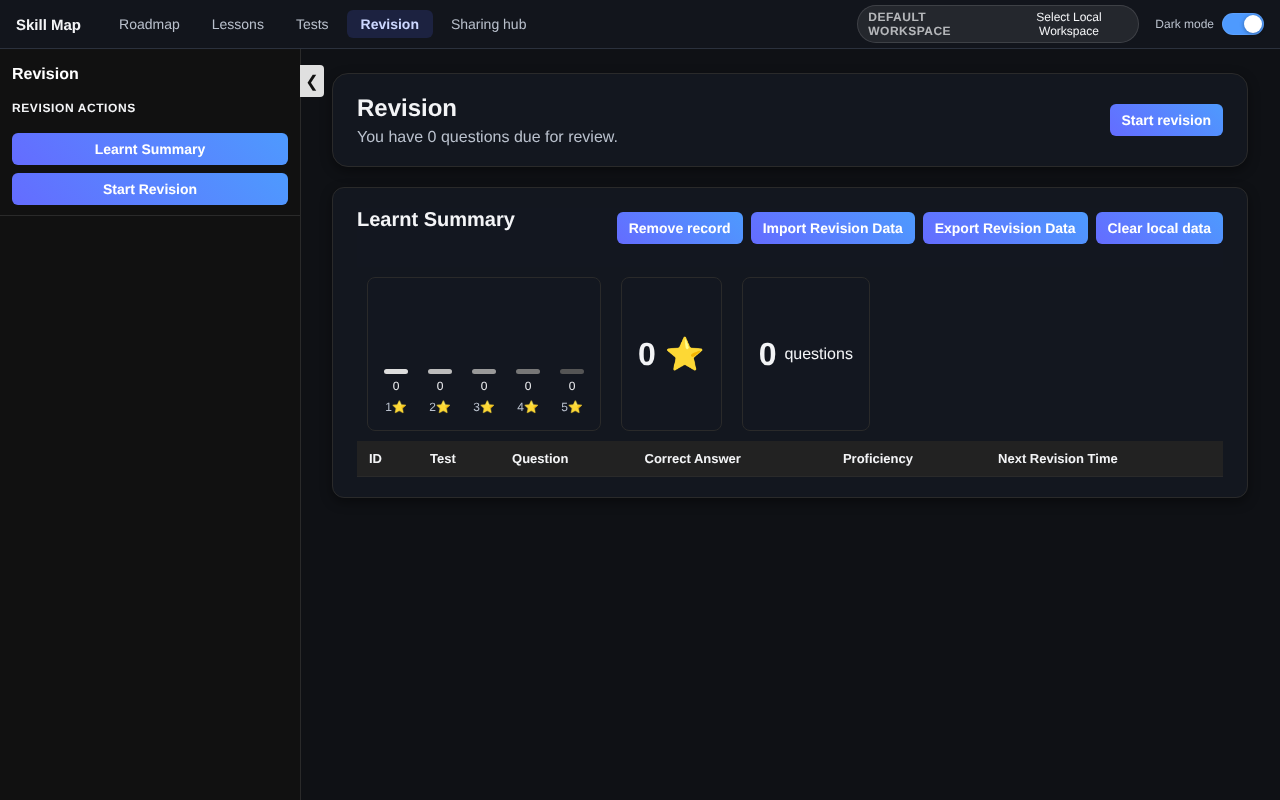 Skill Map Roadmap Lessons Tests Revision Sharing hub DEFAULT WORKSPACE Select Local Workspace Dark mode
Revision
REVISION ACTIONS
Learnt Summary
Start Revision
❮
Revision
You have 0 questions due for review.
Start revision
Learnt Summary
Remove record Import Revision Data Export Revision Data Clear local data
0 0 0 0 0
1⭐ 2⭐ 3⭐ 4⭐ 5⭐
0 ⭐
0 questions
ID Test Question Correct Answer Proficiency Next Revision Time